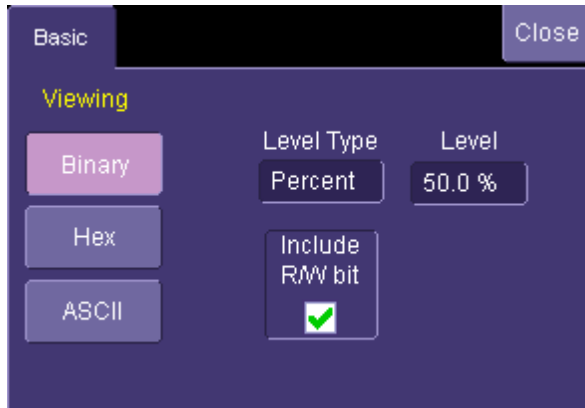 Basic
Close
Viewing
Binary
Hex
ASCII
Level Type
Percent
Level
50.0 %
Include
R/W bit